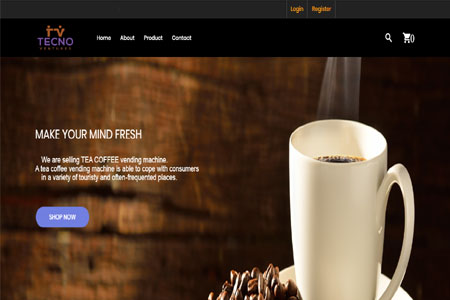 Login Register
TV
TECNO
VENTURES
Home About Product Contact
0
MAKE YOUR MIND FRESH
We are selling TEA COFFEE vending machine.
A tea coffee vending machine is able to cope with consumers
in a variety of touristy and often-frequented places.
SHOP NOW